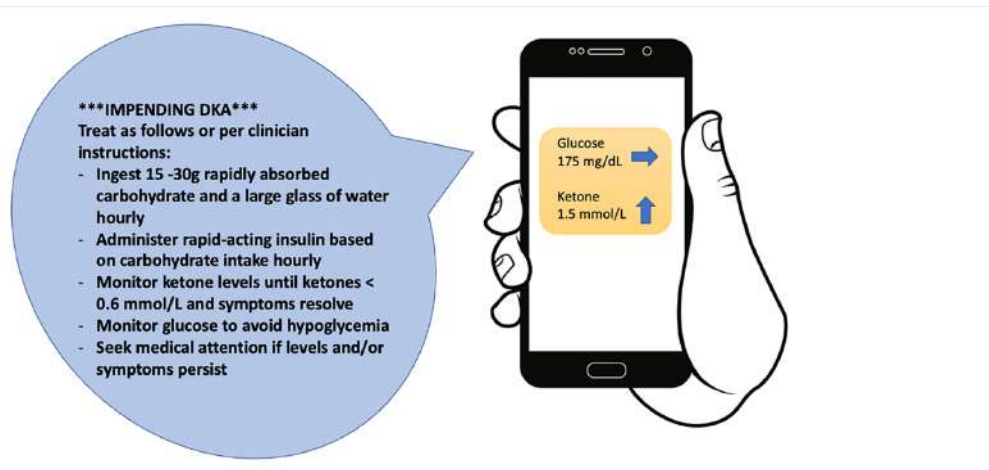 ***IMPENDING DKA***
Treat as follows or per clinician
instructions:
- Ingest 15 -30g rapidly absorbed
carbohydrate and a large glass of water
hourly
- Administer rapid-acting insulin based
on carbohydrate intake hourly
- Monitor ketone levels until ketones <
0.6 mmol/L and symptoms resolve
- Monitor glucose to avoid hypoglycemia
- Seek medical attention if levels and/or
symptoms persist
Glucose
175 mg/dL
Ketone
1.5 mmol/L